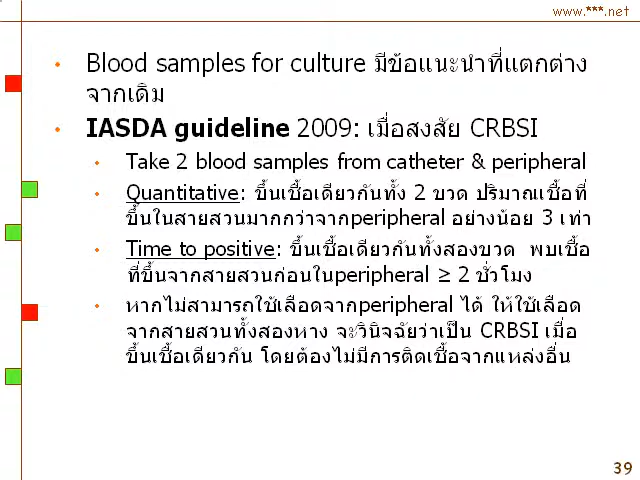 www.***.net
Blood samples for culture มีข้อแนะนำที่แตกต่าง
จากเดิม
IASDA guideline 2009: เมื่อสงสัย CRBSI
Take 2 blood samples from catheter & peripheral
Quantitative: ขึ้นเชื้อเดียวกันทั้ง 2 ขวด ปริมาณเชื้อที่
ขึ้นในสายสวนมากกว่าจากperipheral อย่างน้อย 3 เท่า
Time to positive: ขึ้นเชื้อเดียวกันทั้งสองขวด พบเชื้อ
ที่ขึ้นจากสายสวนก่อนในperipheral ≥ 2 ชั่วโมง
หากไม่สามารถใช้เลือดจากperipheral ได้ ให้ใช้เลือด
จากสายสวนทั้งสองหาง จะวินิจฉัยว่าเป็น CRBSI เมื่อ
ขึ้นเชื้อเดียวกัน โดยต้องไม่มีการติดเชื้อจากแหล่งอื่น
39